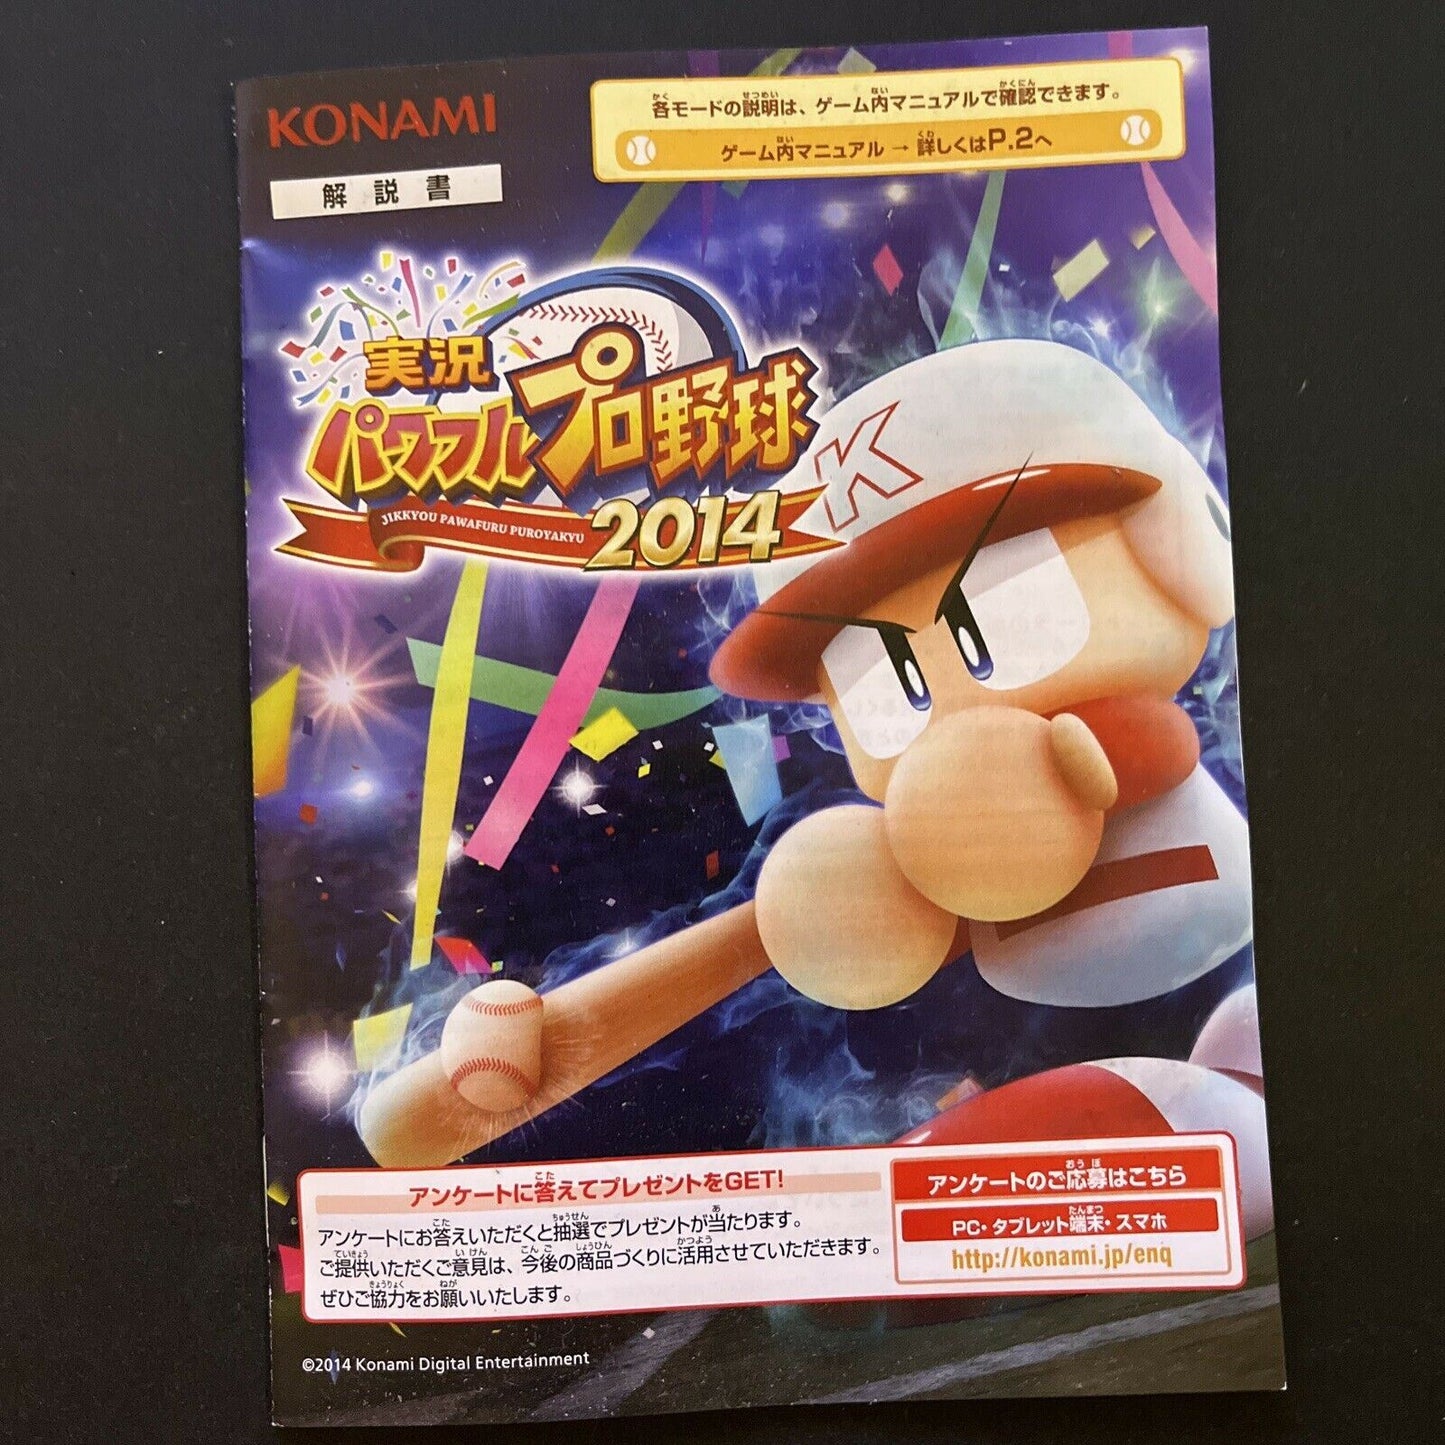 KONAMI
解説書
各モードの説明は、ゲーム内マニュアルで確認できます。
ゲーム内マニュアル → 詳しくはP.2へ
実況
パワフルプロ野球
JIKKYOU PAWAFURU PUROYAKYU
2014
K
アンケートに答えてプレゼントをGET!
アンケートにお答えいただくと抽選でプレゼントが当たります。
ご提供いただくご意見は、今後の商品づくりに活用させていただきます。
ぜひご協力をお願いいたします。
アンケートのご応募はこちら
PC・タブレット端末・スマホ
http://konami.jp/enq
©2014 Konami Digital Entertainment